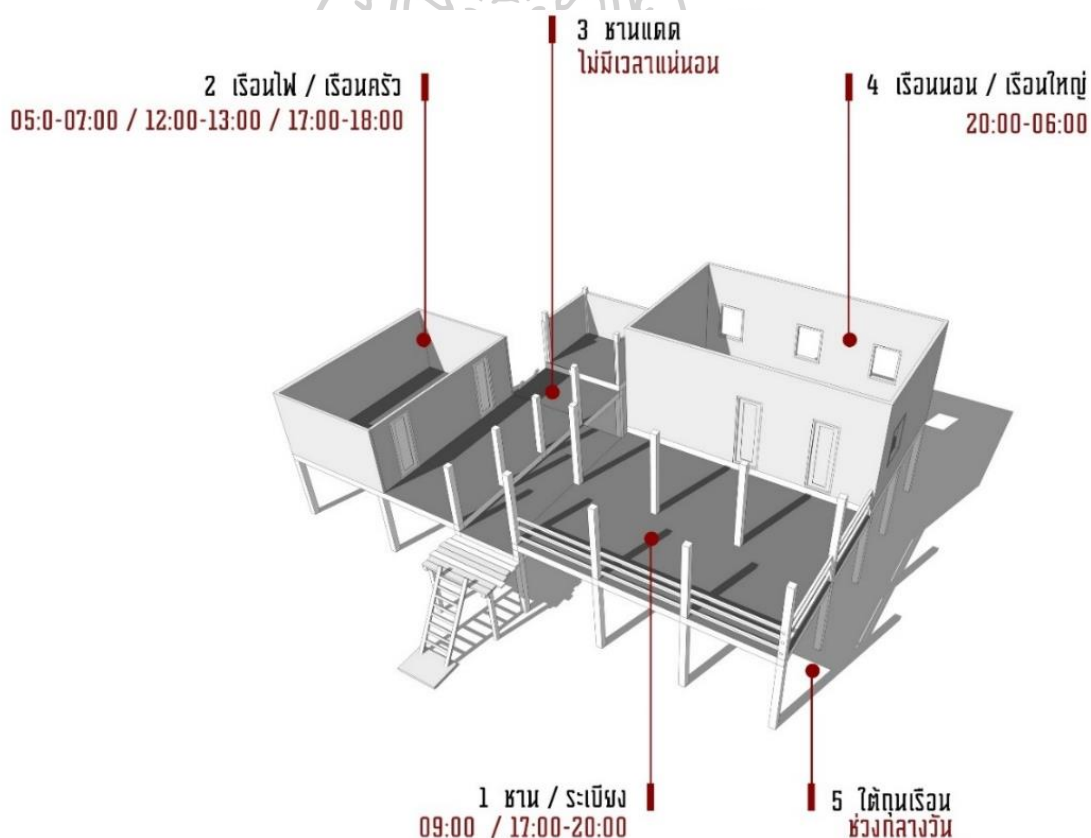 3 ชานแดด
ไม่มีเวลาแน่นอน
2 เรือนไฟ / เรือนครัว
05:0-07:00 / 12:00-13:00 / 17:00-18:00
4 เรือนนอน / เรือนใหญ่
20:00-06:00
1 ชาน / ระเบียง
09:00 / 17:00-20:00
5 ใต้ถุนเรือน
ช่วงกลางวัน